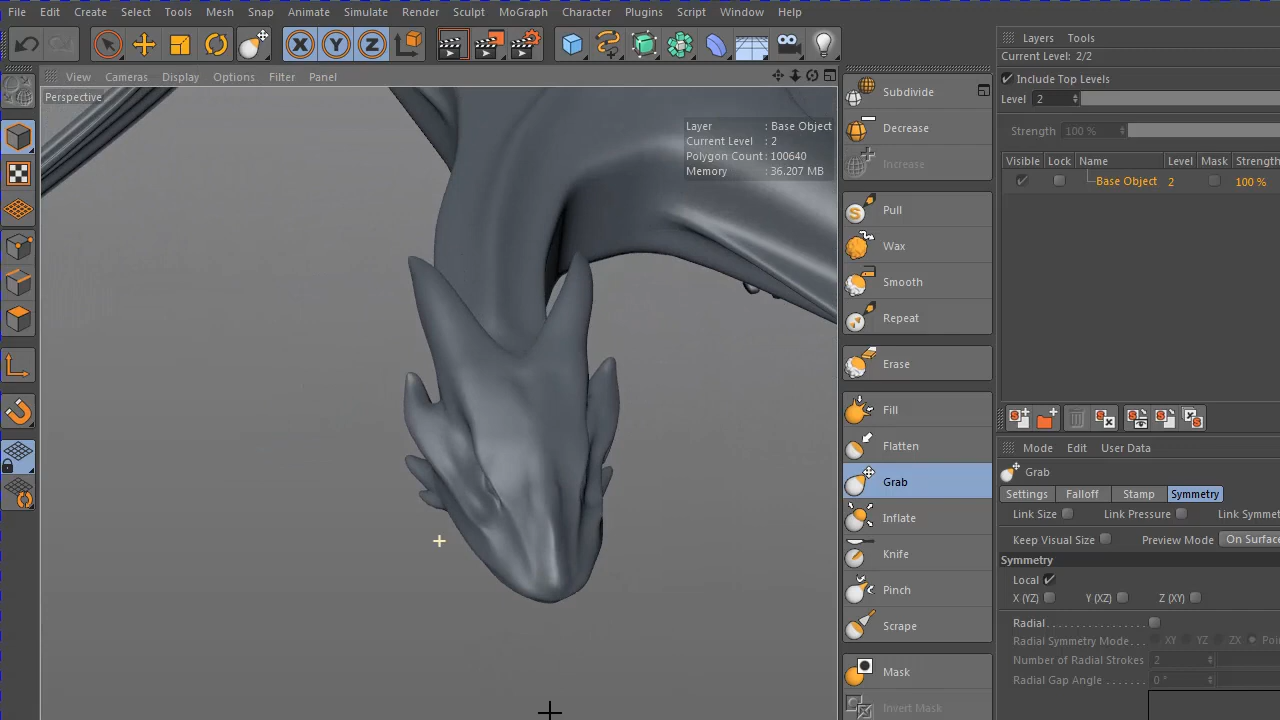 File Edit Create Select Tools Mesh Snap Animate Simulate Render Sculpt MoGraph Character Plugins Script Window Help
Layers Tools
Current Level: 2/2
View Cameras Display Options Filter Panel
Include Top Levels
Perspective
Subdivide
Level 2
Layer : Base Object
Current Level : 2
Polygon Count : 100640
Memory : 36.207 MB
Decrease
Strength 100 %
Increase
Visible Lock Name Level Mask Strength
Base Object 2 100 %
Pull
Wax
Smooth
Repeat
Erase
Fill
Flatten
Mode Edit User Data
Grab
Grab
Settings Falloff Stamp Symmetry
Inflate
Link Size Link Pressure Link Symmet
Keep Visual Size Preview Mode On Surfac
Knife
Symmetry
Local
Pinch
X (YZ) Y (XZ) Z (XY)
Scrape
Radial
Radial Symmetry Mode XY YZ ZX Poi
Number of Radial Strokes 2
Mask
Radial Gap Angle 0 °
Invert Mask